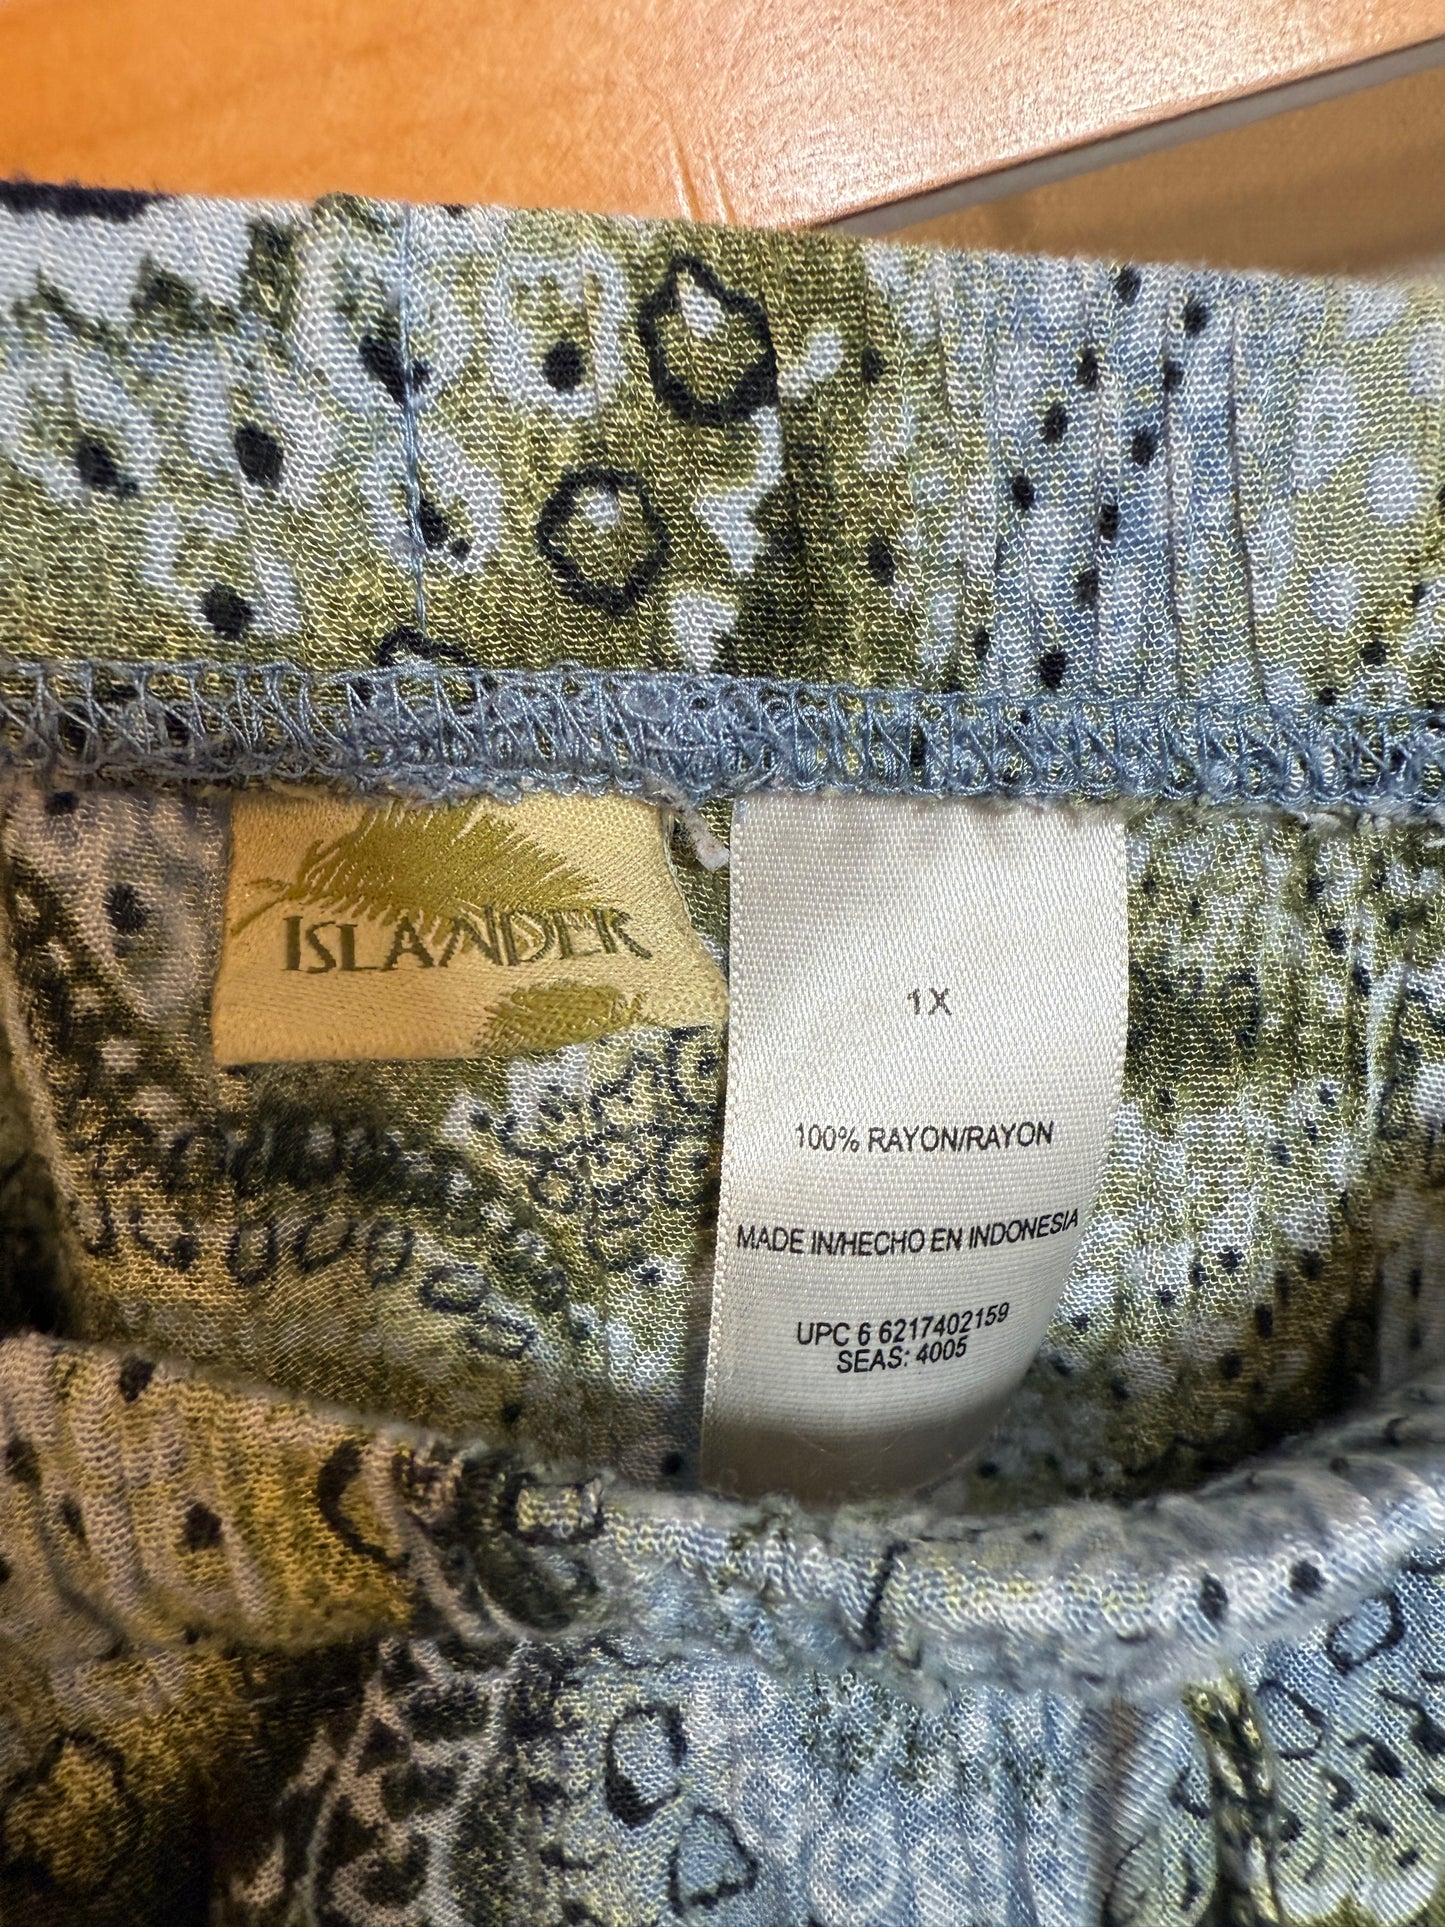 ISLANDER
1X
100% RAYON/RAYON
MADE IN/HECHO EN INDONESIA
UPC 6 6217402159
SEAS: 4005